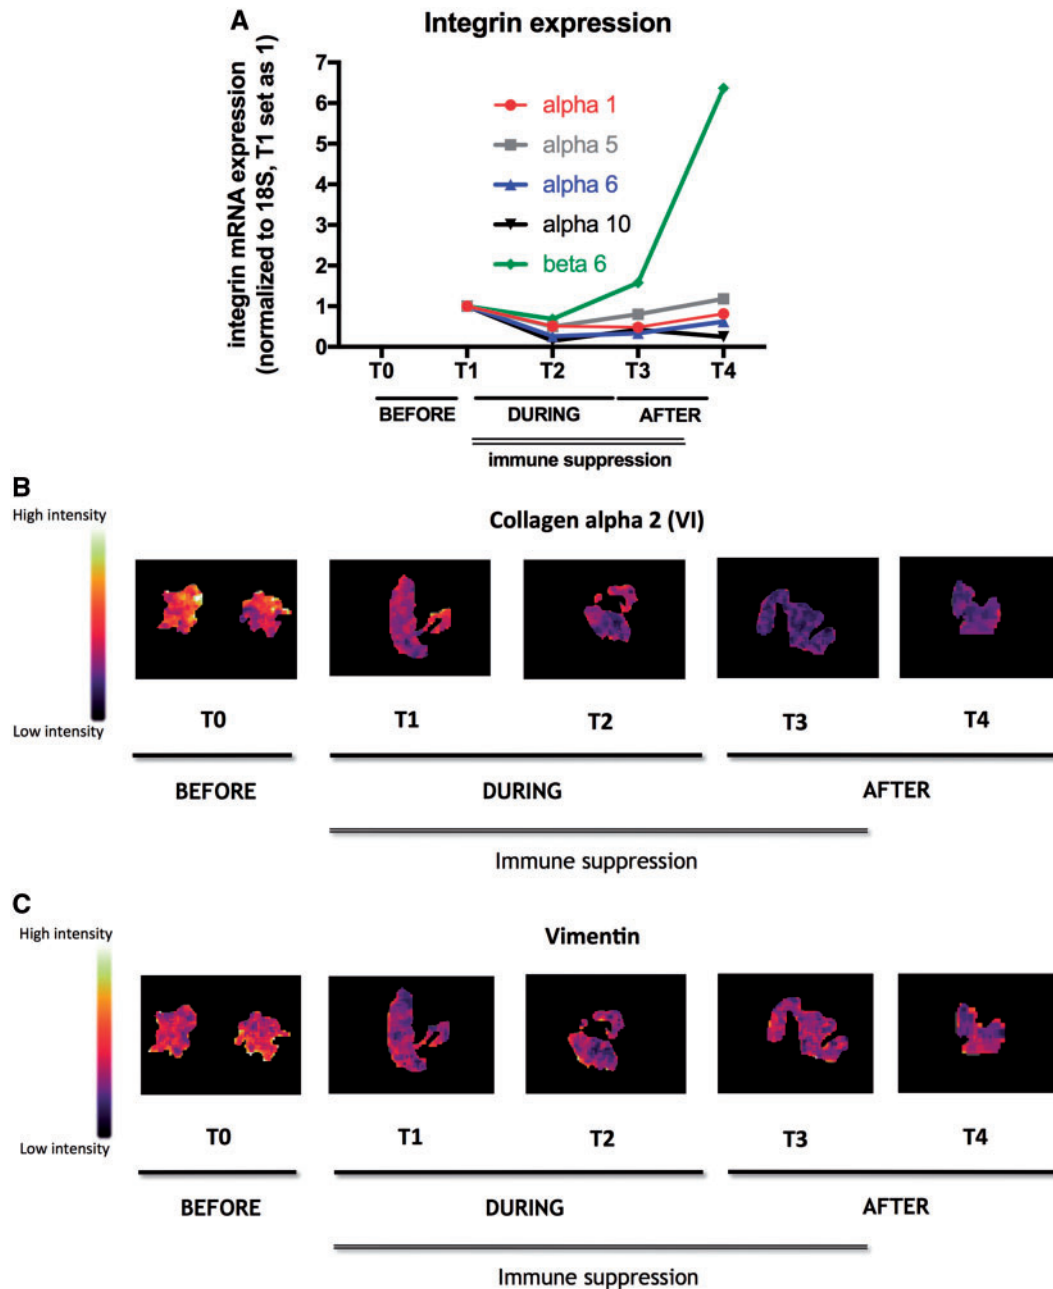 A
Integrin expression
integrin mRNA expression
(normalized to 18S, T1 set as 1)
7
6
5
4
3
2
1
0
alpha 1
alpha 5
alpha 6
alpha 10
beta 6
T0 T1 T2 T3 T4
BEFORE DURING AFTER
immune suppression
B
High intensity
Low intensity
Collagen alpha 2 (VI)
T0 T1 T2 T3 T4
BEFORE DURING AFTER
Immune suppression
C
High intensity
Low intensity
Vimentin
T0 T1 T2 T3 T4
BEFORE DURING AFTER
Immune suppression